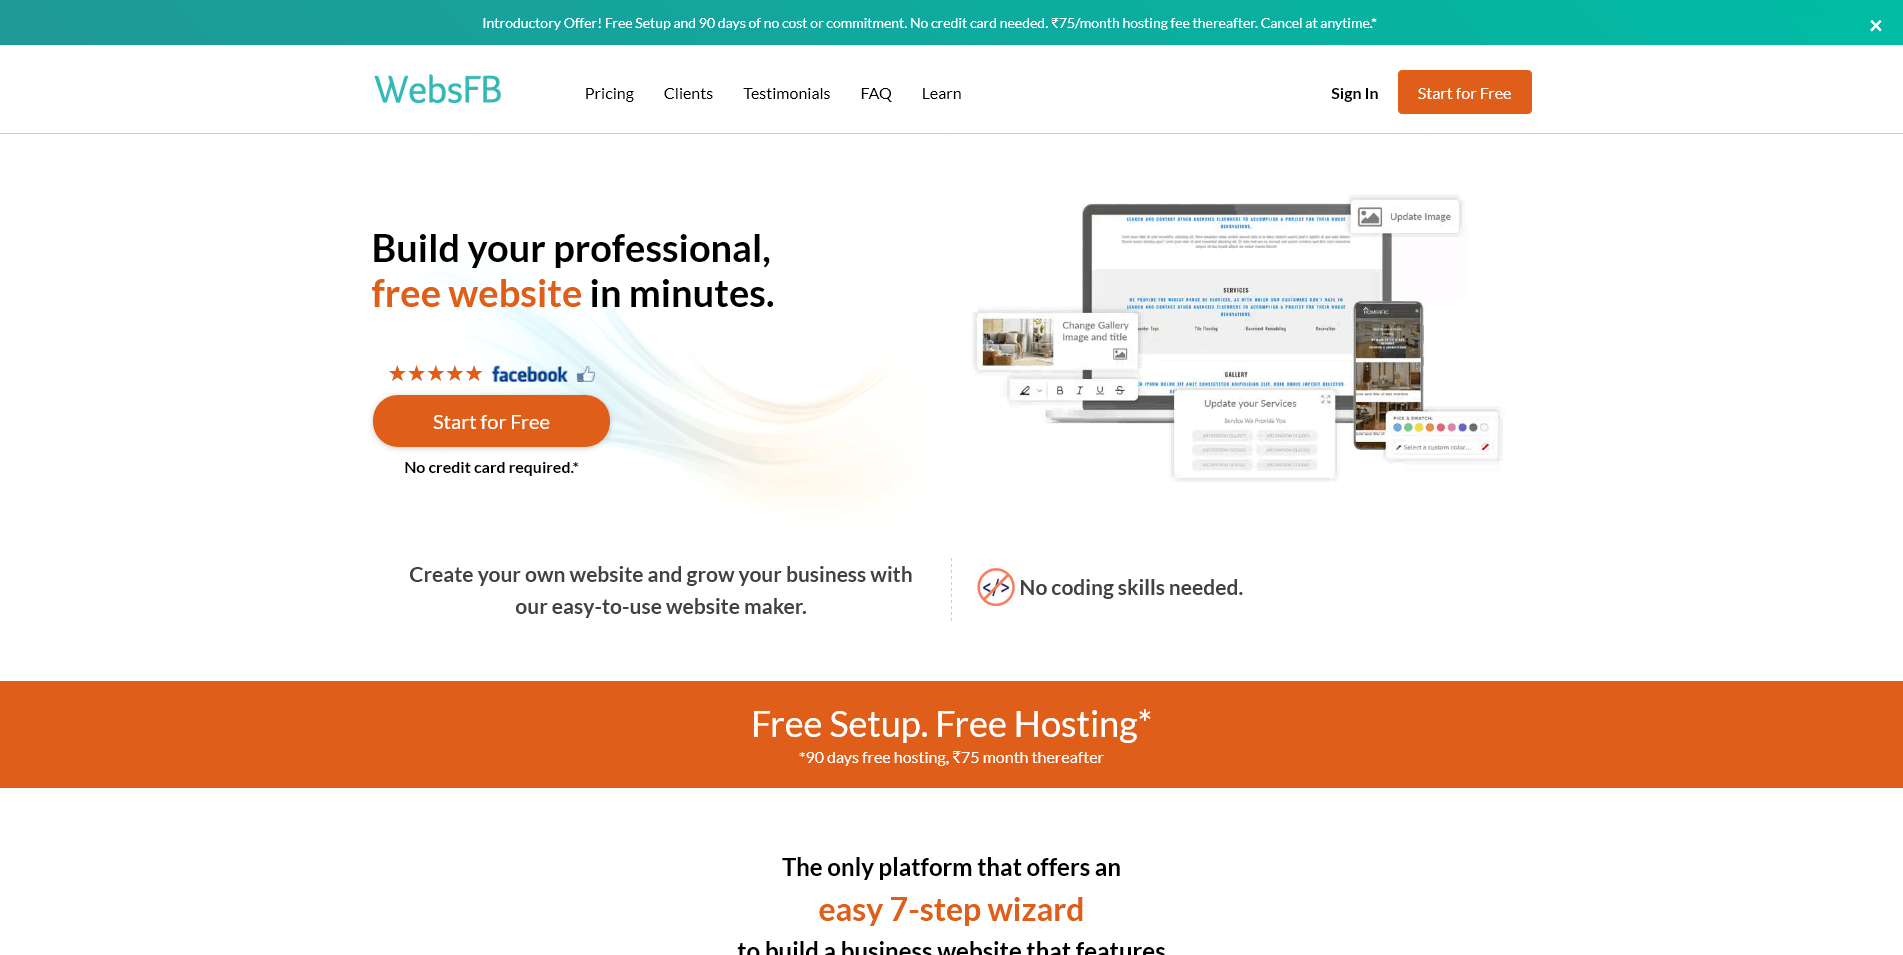 Introductory Offer! Free Setup and 90 days of no cost or commitment. No credit card needed. ₹75/month hosting fee thereafter. Cancel at anytime.*
WebsFB
Pricing
Clients
Testimonials
FAQ
Learn
Sign In
Start for Free
Build your professional,
free website in minutes.
facebook
Start for Free
No credit card required.*
Update Image
SERVICES
Tile Flooring
Basement Remodeling
Change Gallery
Image and title
GALLERY
B I U S
Update your Services
Service We Provide You
PICK A SWATCH:
Select a custom color...
Create your own website and grow your business with
our easy-to-use website maker.
</> No coding skills needed.
Free Setup. Free Hosting*
*90 days free hosting, ₹75 month thereafter
The only platform that offers an
easy 7-step wizard
to build a business website that features